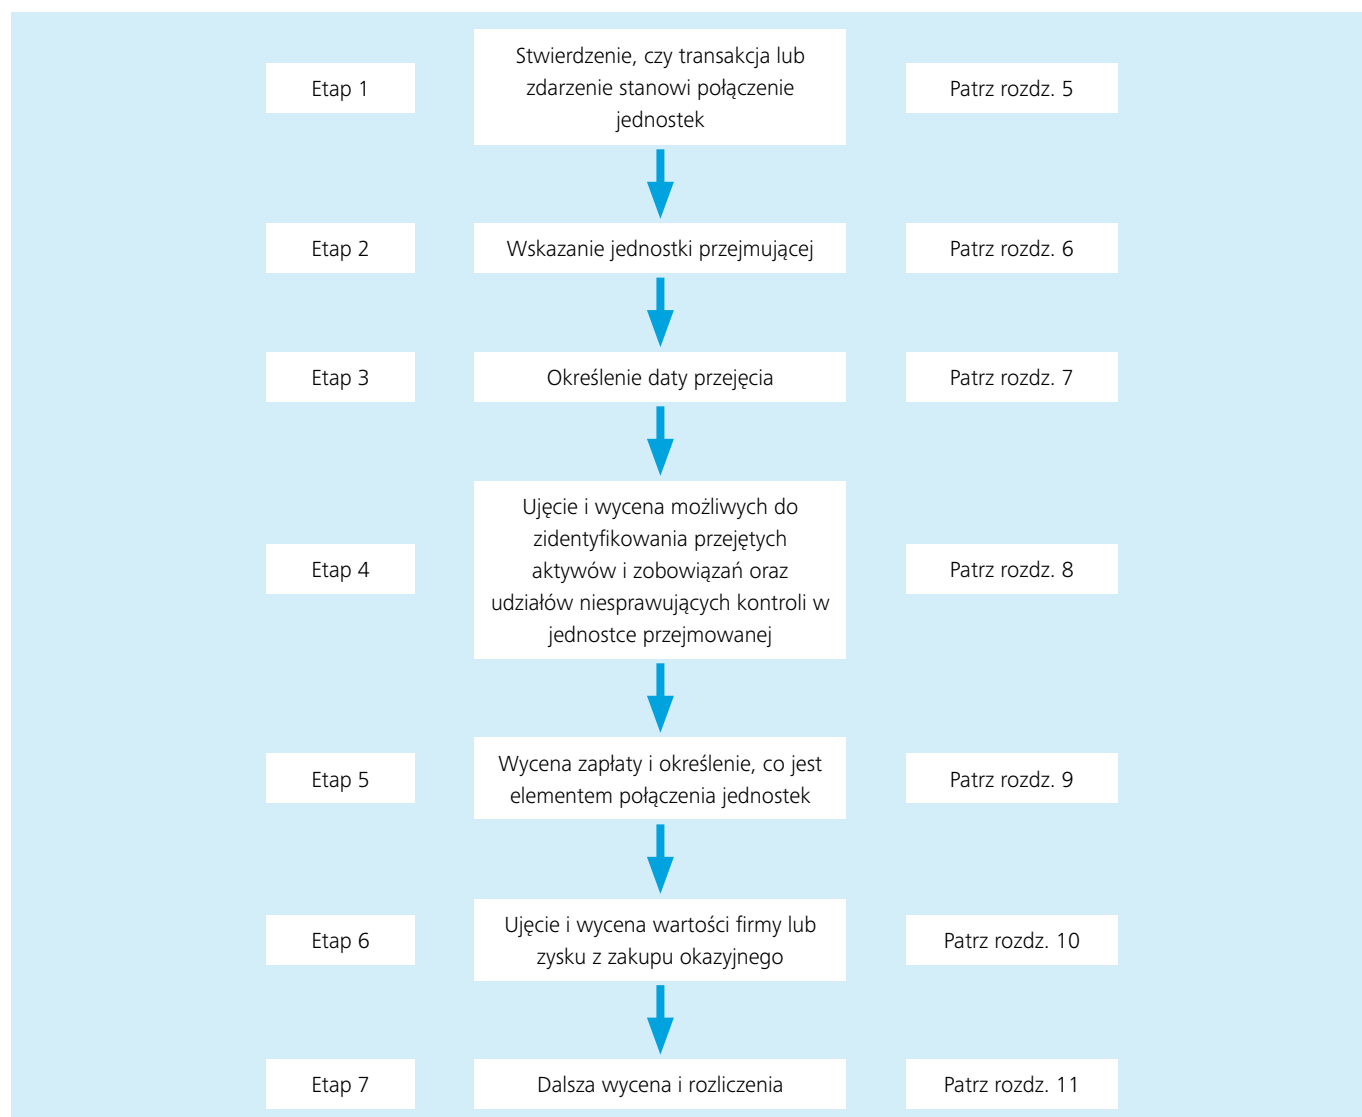 Etap 1
Stwierdzenie, czy transakcja lub
zdarzenie stanowi połączenie
jednostek
Patrz rozdz. 5
Etap 2
Wskazanie jednostki przejmującej
Patrz rozdz. 6
Etap 3
Określenie daty przejęcia
Patrz rozdz. 7
Etap 4
Ujęcie i wycena możliwych do
zidentyfikowania przejętych
aktywów i zobowiązań oraz
udziałów niesprawujących kontroli w
jednostce przejmowanej
Patrz rozdz. 8
Etap 5
Wycena zapłaty i określenie, co jest
elementem połączenia jednostek
Patrz rozdz. 9
Etap 6
Ujęcie i wycena wartości firmy lub
zysku z zakupu okazyjnego
Patrz rozdz. 10
Etap 7
Dalsza wycena i rozliczenia
Patrz rozdz. 11